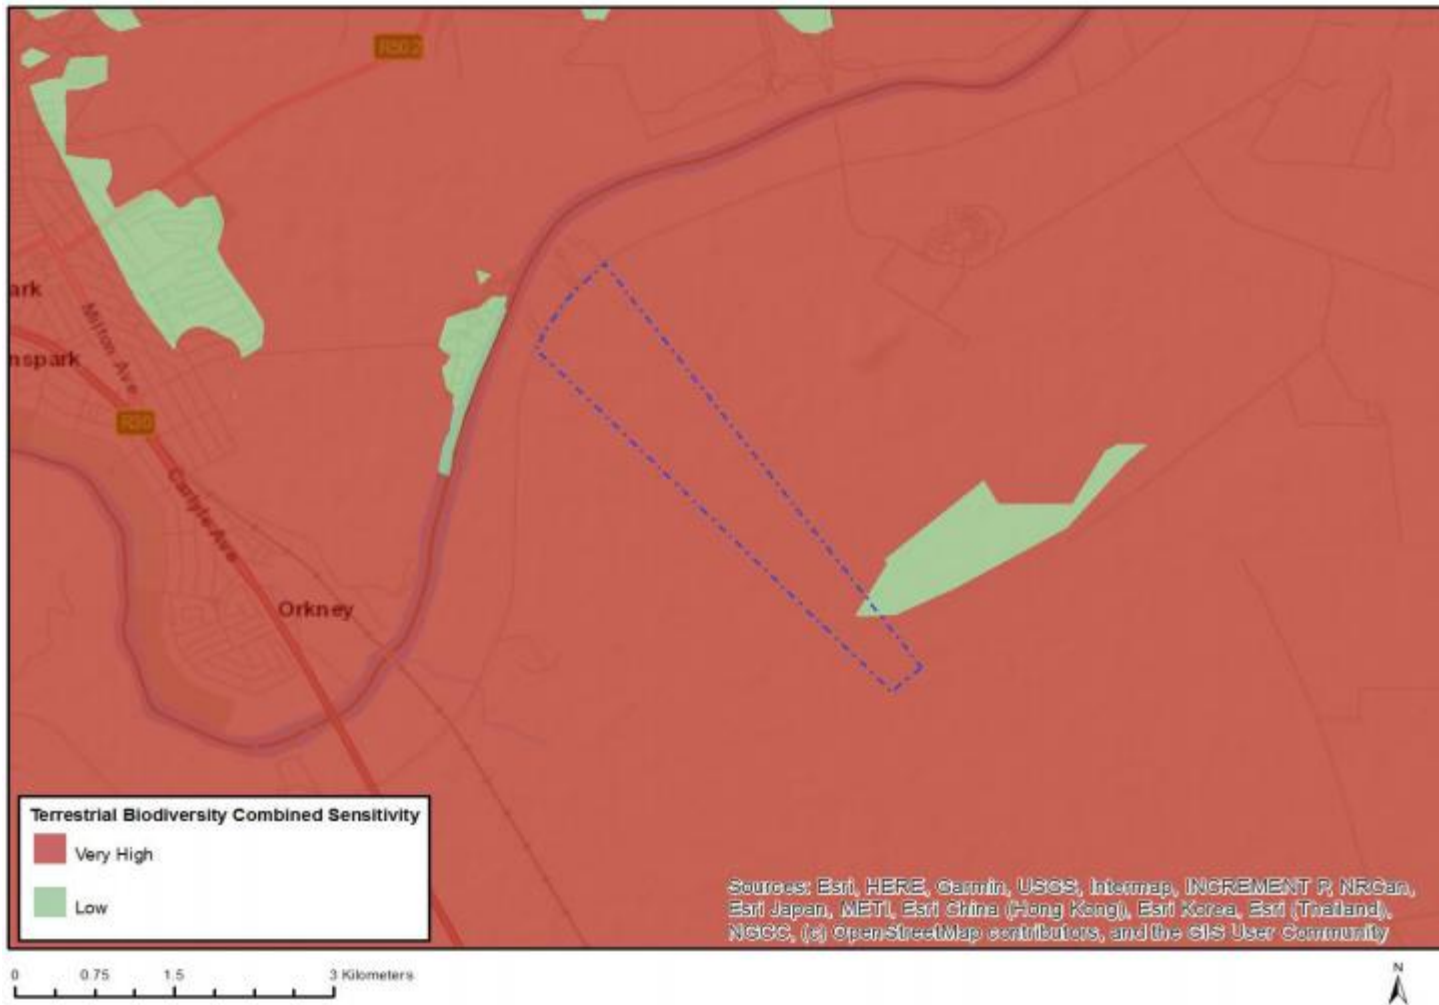 R502
ark
Milton Ave
nspark
R30
Carlyle Ave
Orkney
Terrestrial Biodiversity Combined Sensitivity
Very High
Low
Sources: Esri, HERE, Garmin, USGS, Intermap, INCREMENT P, NRCan,
Esri Japan, METI, Esri China (Hong Kong), Esri Korea, Esri (Thailand),
NGCC, (c) OpenStreetMap contributors, and the GIS User Community
0 0.75 1.5 3 Kilometers
N